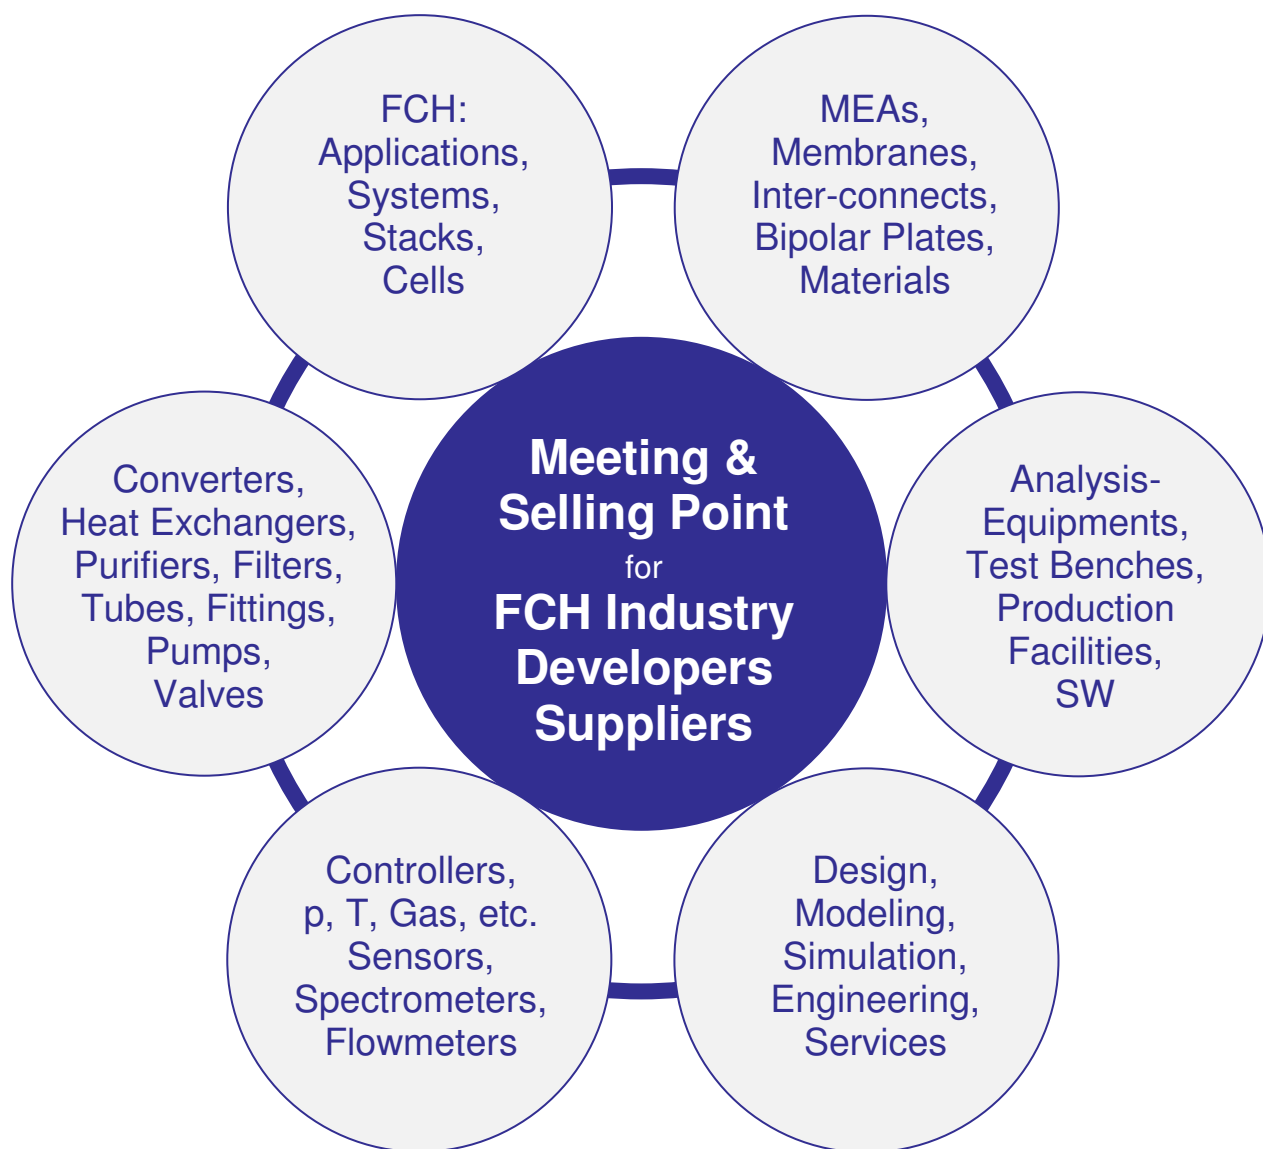 FCH:
Applications,
Systems,
Stacks,
Cells
MEAs,
Membranes,
Inter-connects,
Bipolar Plates,
Materials
Converters,
Heat Exchangers,
Purifiers, Filters,
Tubes, Fittings,
Pumps,
Valves
Meeting &
Selling Point
for
FCH Industry
Developers
Suppliers
Analysis-
Equipments,
Test Benches,
Production
Facilities,
SW
Controllers,
p, T, Gas, etc.
Sensors,
Spectrometers,
Flowmeters
Design,
Modeling,
Simulation,
Engineering,
Services